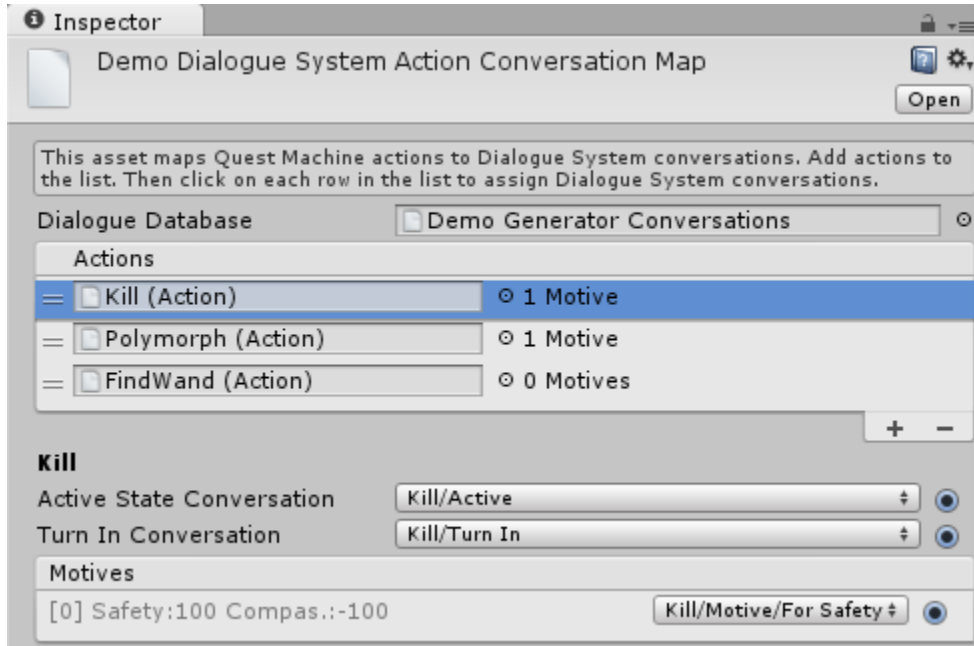 Inspector
Demo Dialogue System Action Conversation Map
Open
This asset maps Quest Machine actions to Dialogue System conversations. Add actions to
the list. Then click on each row in the list to assign Dialogue System conversations.
Dialogue Database Demo Generator Conversations
Actions
Kill (Action) 1 Motive
Polymorph (Action) 1 Motive
FindWand (Action) 0 Motives
+ −
Kill
Active State Conversation Kill/Active
Turn In Conversation Kill/Turn In
Motives
[0] Safety:100 Compas.:-100 Kill/Motive/For Safety